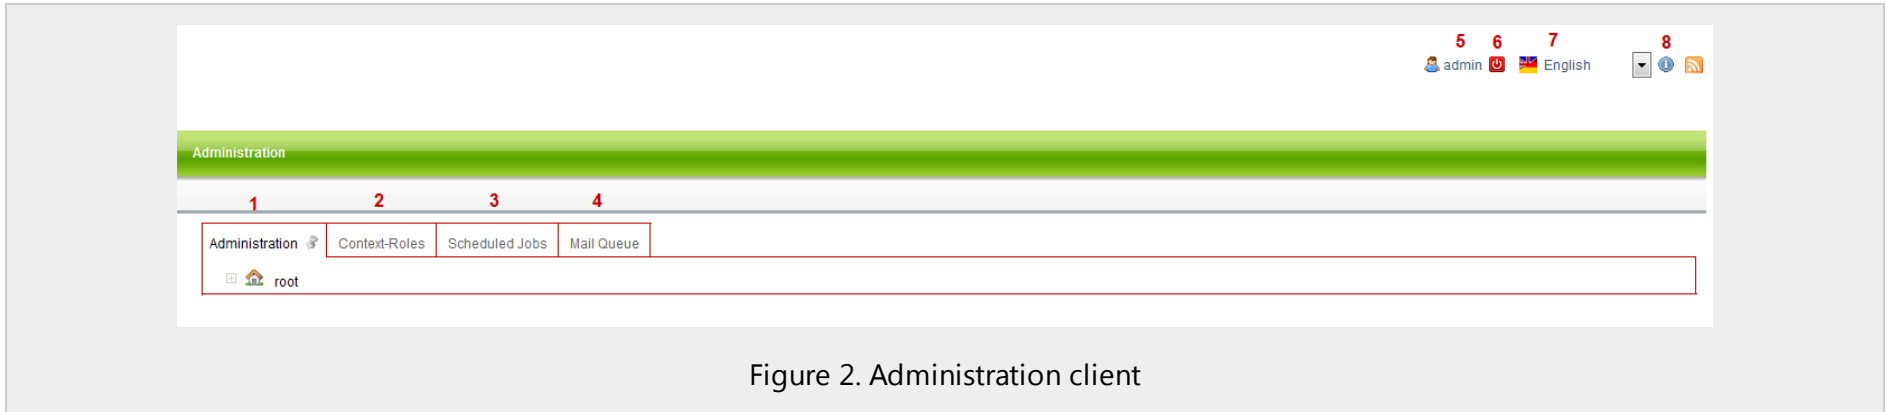 5 6 7 8
admin English
Administration
1 2 3 4
Administration Context-Roles Scheduled Jobs Mail Queue
root
Figure 2. Administration client